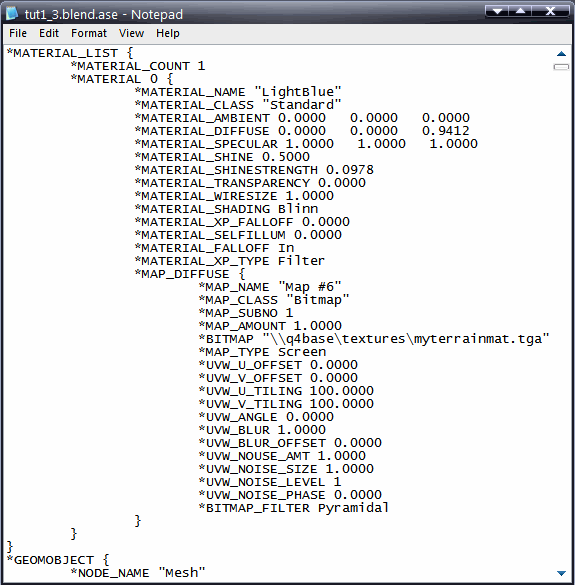 tut1_3.blend.ase - Notepad
File Edit Format View Help
*MATERIAL_LIST {
*MATERIAL_COUNT 1
*MATERIAL 0 {
*MATERIAL_NAME "LightBlue"
*MATERIAL_CLASS "Standard"
*MATERIAL_AMBIENT 0.0000 0.0000 0.0000
*MATERIAL_DIFFUSE 0.0000 0.0000 0.9412
*MATERIAL_SPECULAR 1.0000 1.0000 1.0000
*MATERIAL_SHINE 0.5000
*MATERIAL_SHINESTRENGTH 0.0978
*MATERIAL_TRANSPARENCY 0.0000
*MATERIAL_WIRESIZE 1.0000
*MATERIAL_SHADING Blinn
*MATERIAL_XP_FALLOFF 0.0000
*MATERIAL_SELFILLUM 0.0000
*MATERIAL_FALLOFF In
*MATERIAL_XP_TYPE Filter
*MAP_DIFFUSE {
*MAP_NAME "Map #6"
*MAP_CLASS "Bitmap"
*MAP_SUBNO 1
*MAP_AMOUNT 1.0000
*BITMAP "\\q4base\textures\myterrainmat.tga"
*MAP_TYPE Screen
*UVW_U_OFFSET 0.0000
*UVW_V_OFFSET 0.0000
*UVW_U_TILING 100.0000
*UVW_V_TILING 100.0000
*UVW_ANGLE 0.0000
*UVW_BLUR 1.0000
*UVW_BLUR_OFFSET 0.0000
*UVW_NOUSE_AMT 1.0000
*UVW_NOISE_SIZE 1.0000
*UVW_NOISE_LEVEL 1
*UVW_NOISE_PHASE 0.0000
*BITMAP_FILTER Pyramidal
}
}
}
*GEOMOBJECT {
*NODE_NAME "Mesh"